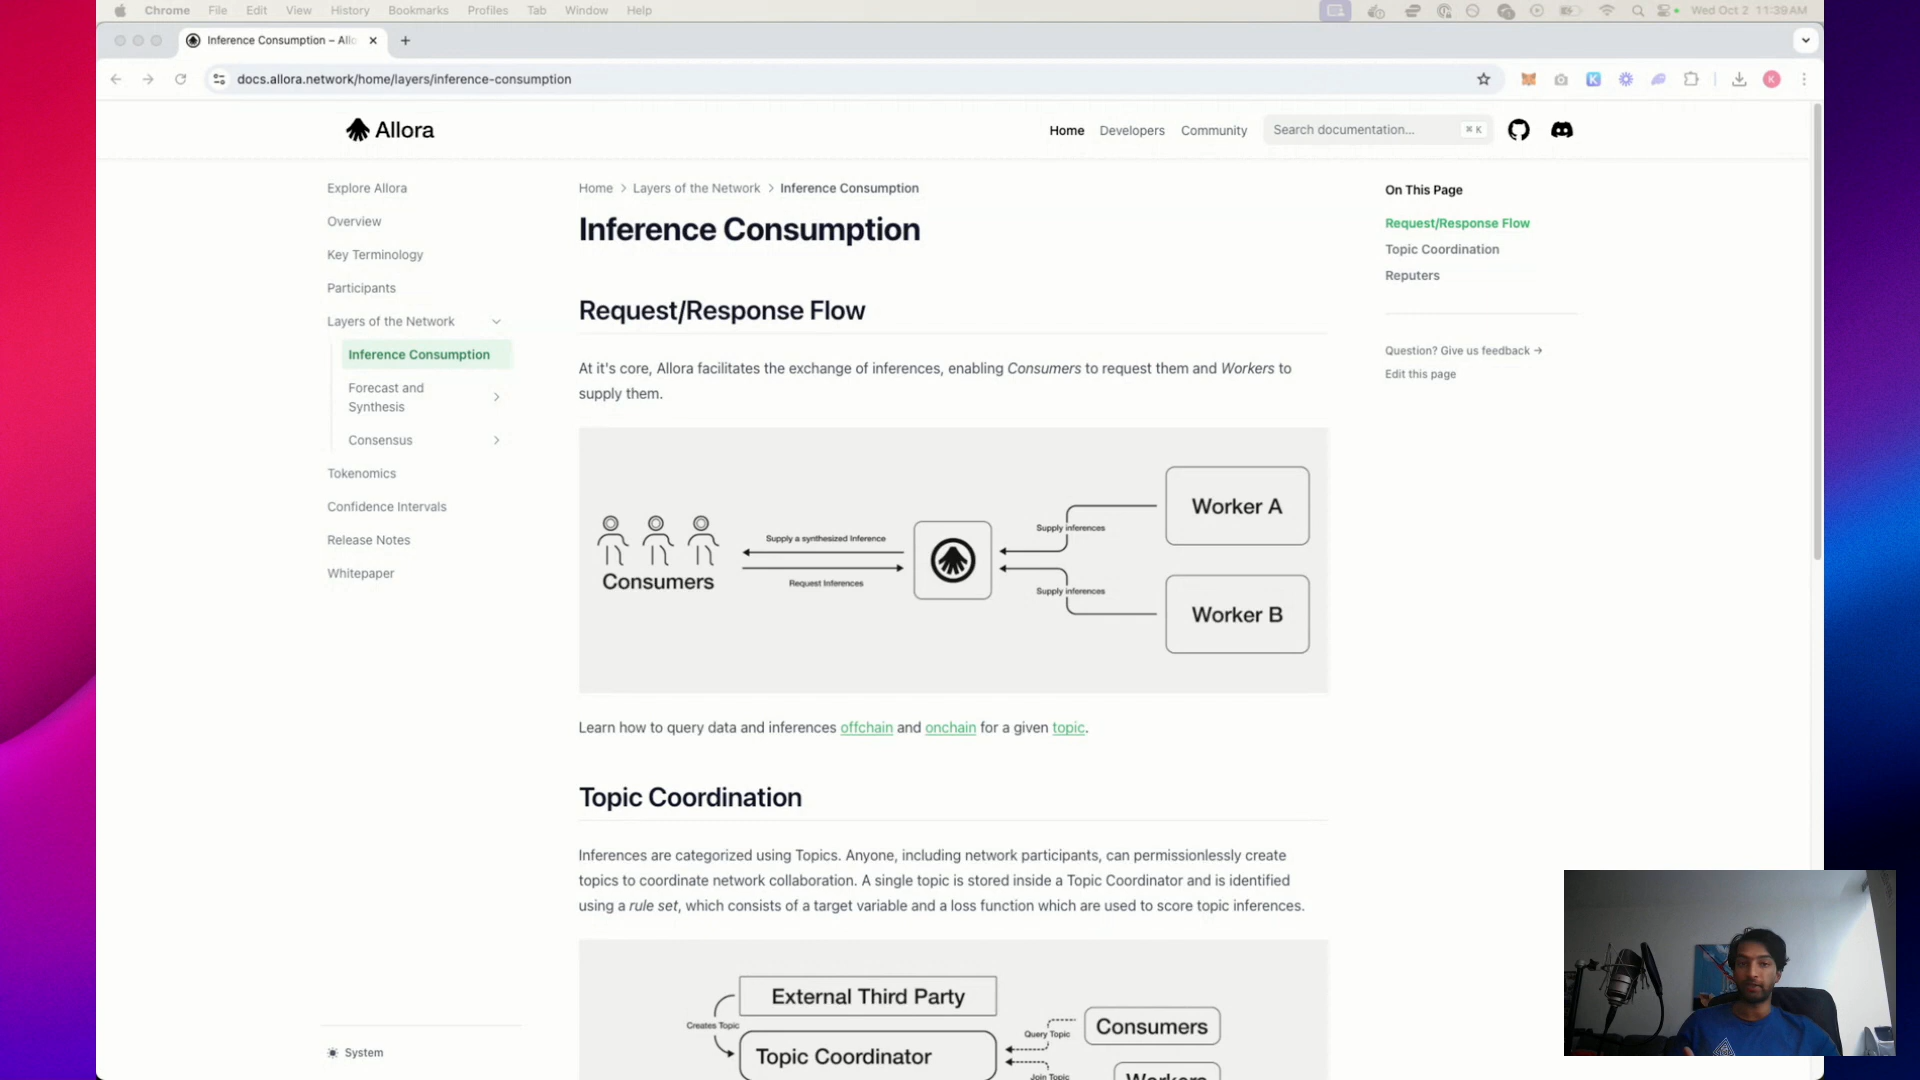 Chrome File Edit View History Bookmarks Profiles Tab Window Help Wed Oct 2 11:39 AM
Inference Consumption – Allo
docs.allora.network/home/layers/inference-consumption
K
K
Allora
Home Developers Community Search documentation... ⌘ K
Explore Allora
Overview
Key Terminology
Participants
Layers of the Network
Inference Consumption
Forecast and
Synthesis
Consensus
Tokenomics
Confidence Intervals
Release Notes
Whitepaper
System
Home > Layers of the Network > Inference Consumption
Inference Consumption
Request/Response Flow
At it's core, Allora facilitates the exchange of inferences, enabling Consumers to request them and Workers to
supply them.
Consumers
Supply a synthesized Inference
Request Inferences
Supply inferences
Supply inferences
Worker A
Worker B
Learn how to query data and inferences offchain and onchain for a given topic.
Topic Coordination
Inferences are categorized using Topics. Anyone, including network participants, can permissionlessly create
topics to coordinate network collaboration. A single topic is stored inside a Topic Coordinator and is identified
using a rule set, which consists of a target variable and a loss function which are used to score topic inferences.
External Third Party
Creates Topic
Topic Coordinator
Query Topic
Consumers
Join Topic
Workers
On This Page
Request/Response Flow
Topic Coordination
Reputers
Question? Give us feedback →
Edit this page